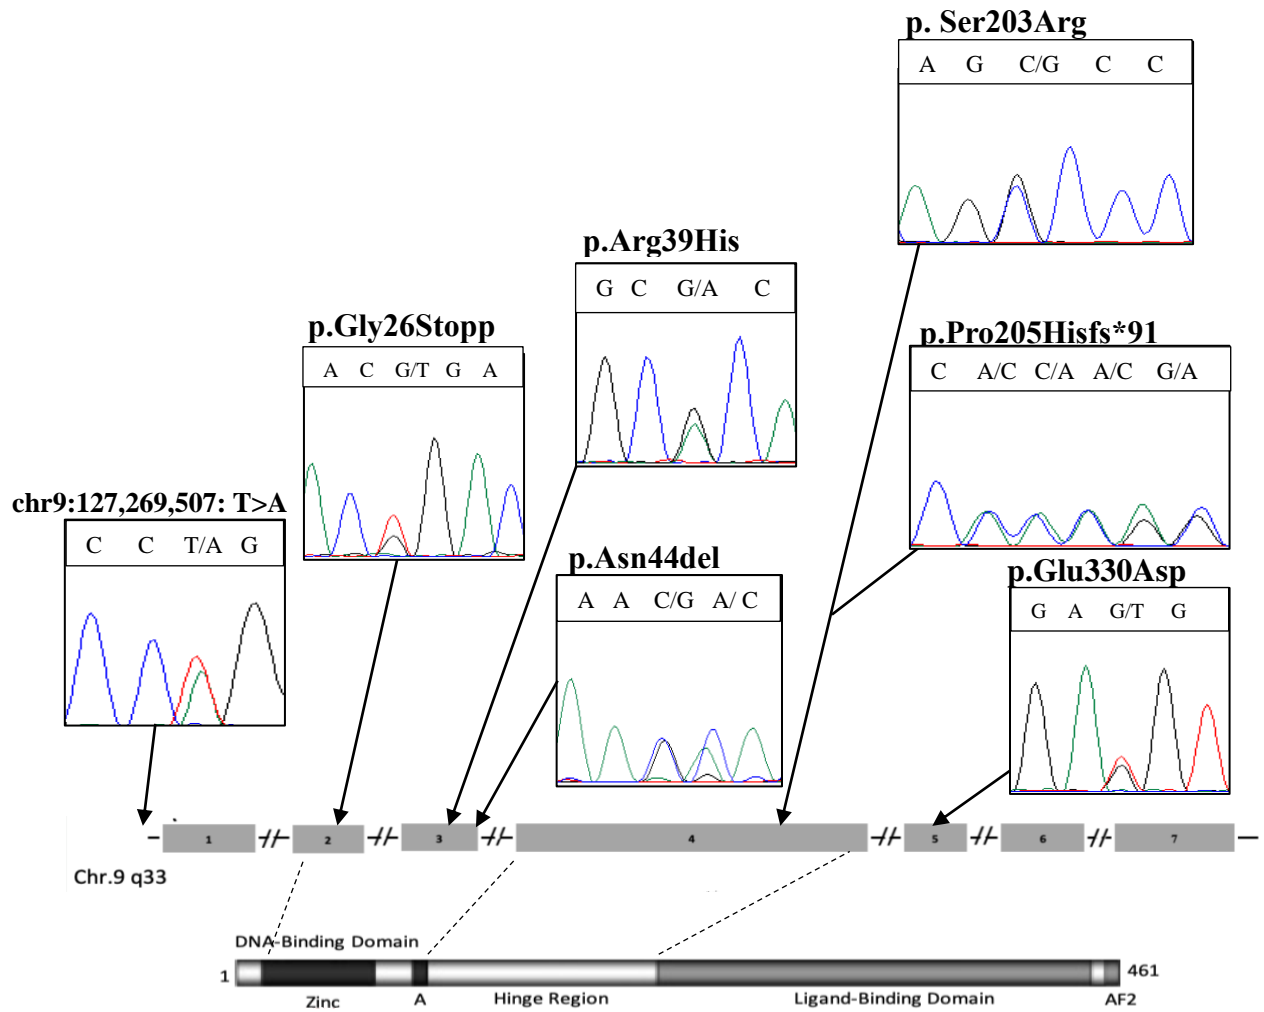 p. Ser203Arg
A G C/G C C
p.Arg39His
G C G/A C
p.Gly26Stopp
A C G/T G A
p.Pro205Hisfs*91
C A/C C/A A/C G/A
chr9:127,269,507: T>A
C C T/A G
p.Asn44del
A A C/G A/ C
p.Glu330Asp
G A G/T G
1 2 3 4 5 6 7
Chr.9 q33
DNA-Binding Domain
1 461
Zinc A Hinge Region Ligand-Binding Domain AF2